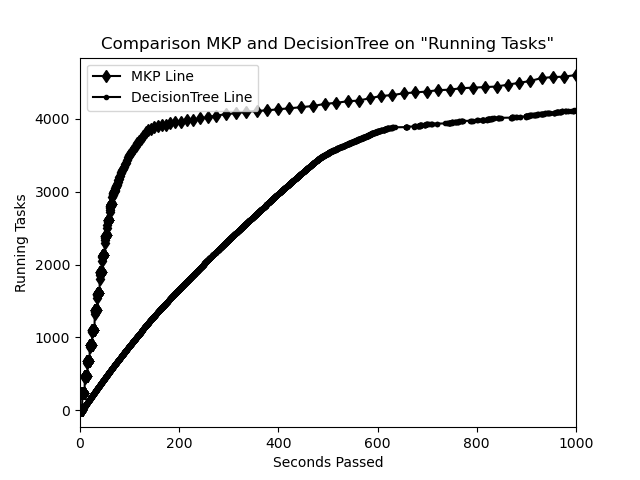 Comparison MKP and DecisionTree on "Running Tasks"
MKP Line
DecisionTree Line
Running Tasks
4000
3000
2000
1000
0
0 200 400 600 800 1000
Seconds Passed